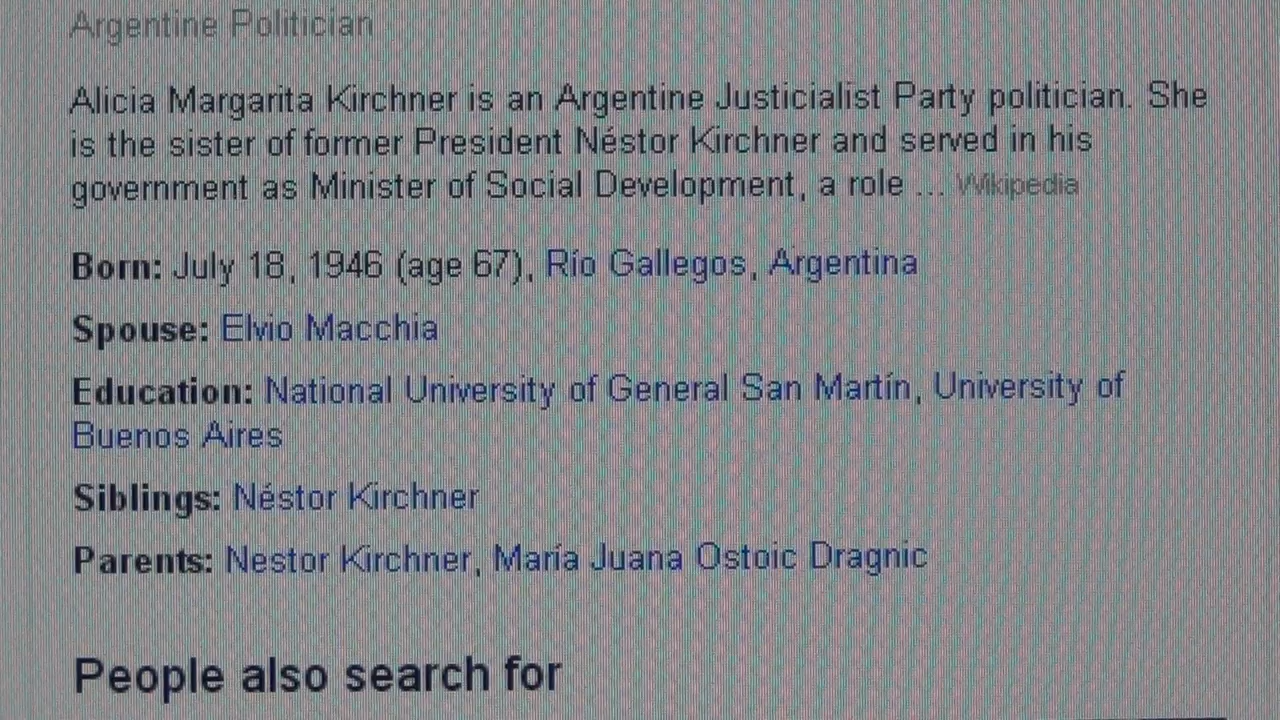 Argentine Politician
Alicia Margarita Kirchner is an Argentine Justicialist Party politician. She
is the sister of former President Néstor Kirchner and served in his
government as Minister of Social Development, a role ... Wikipedia
Born: July 18, 1946 (age 67), Río Gallegos, Argentina
Spouse: Elvio Macchia
Education: National University of General San Martín, University of
Buenos Aires
Siblings: Néstor Kirchner
Parents: Nestor Kirchner, María Juana Ostoic Dragnic
People also search for